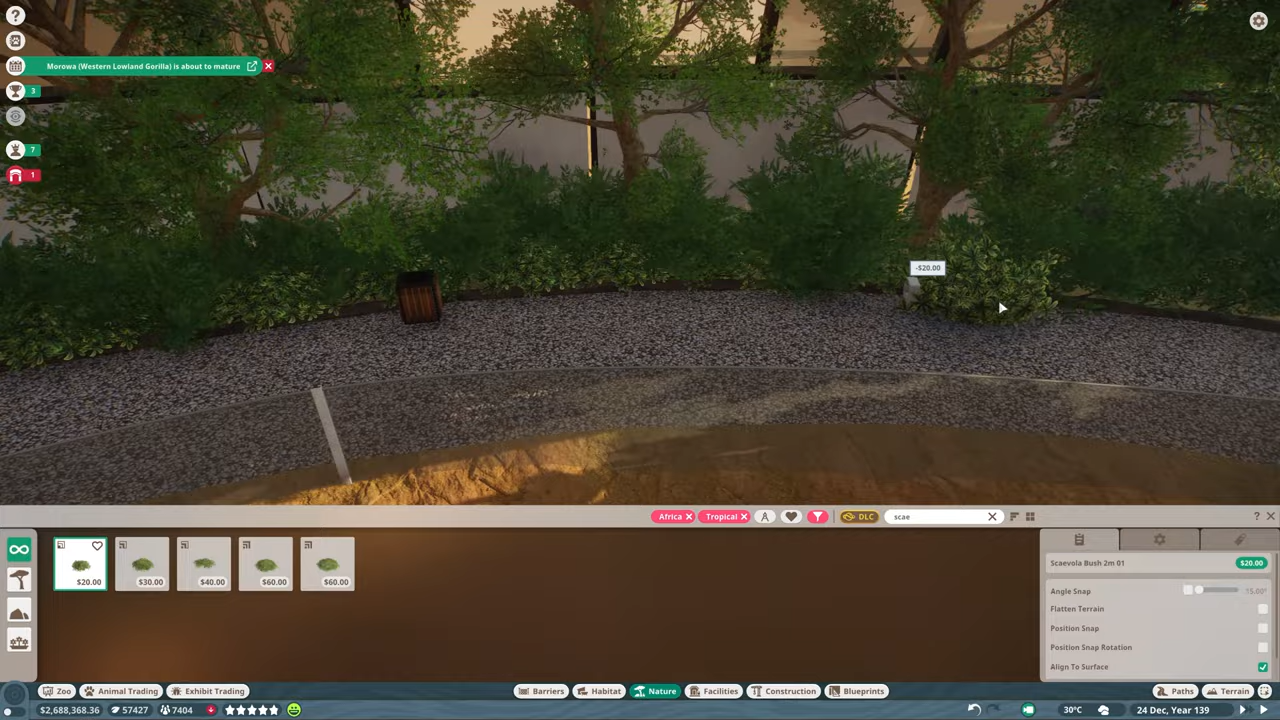 ?
Morowa (Western Lowland Gorilla) is about to mature
3
7
1
-$20.00
Africa Tropical DLC scae ?
$20.00 $30.00 $40.00 $60.00 $60.00
Scaevola Bush 2m 01 $20.00
Angle Snap 15.00°
Flatten Terrain
Position Snap
Position Snap Rotation
Align To Surface
Zoo Animal Trading Exhibit Trading Barriers Habitat Nature Facilities Construction Blueprints Paths Terrain
$2,688,368.36 57427 7404 30°C 24 Dec, Year 139